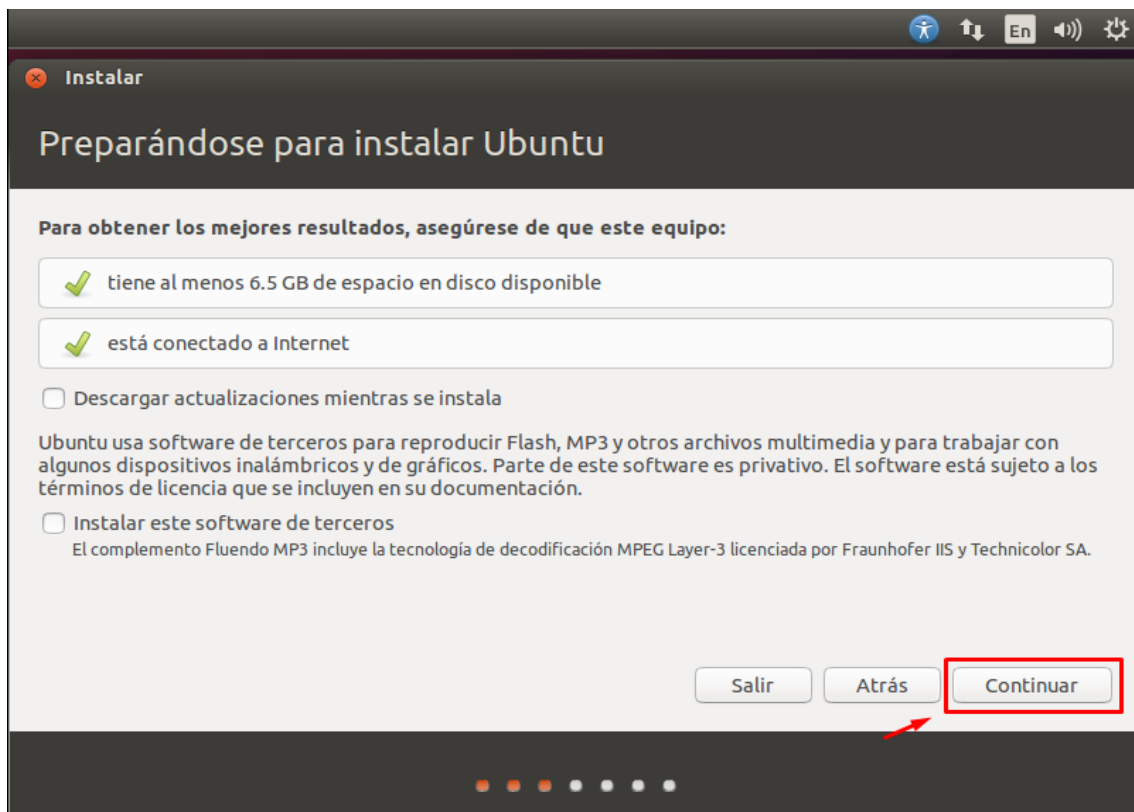 En
Instalar
Preparándose para instalar Ubuntu
Para obtener los mejores resultados, asegúrese de que este equipo:
tiene al menos 6.5 GB de espacio en disco disponible
está conectado a Internet
Descargar actualizaciones mientras se instala
Ubuntu usa software de terceros para reproducir Flash, MP3 y otros archivos multimedia y para trabajar con
algunos dispositivos inalámbricos y de gráficos. Parte de este software es privativo. El software está sujeto a los
términos de licencia que se incluyen en su documentación.
Instalar este software de terceros
El complemento Fluendo MP3 incluye la tecnología de decodificación MPEG Layer-3 licenciada por Fraunhofer IIS y Technicolor SA.
Salir Atrás Continuar